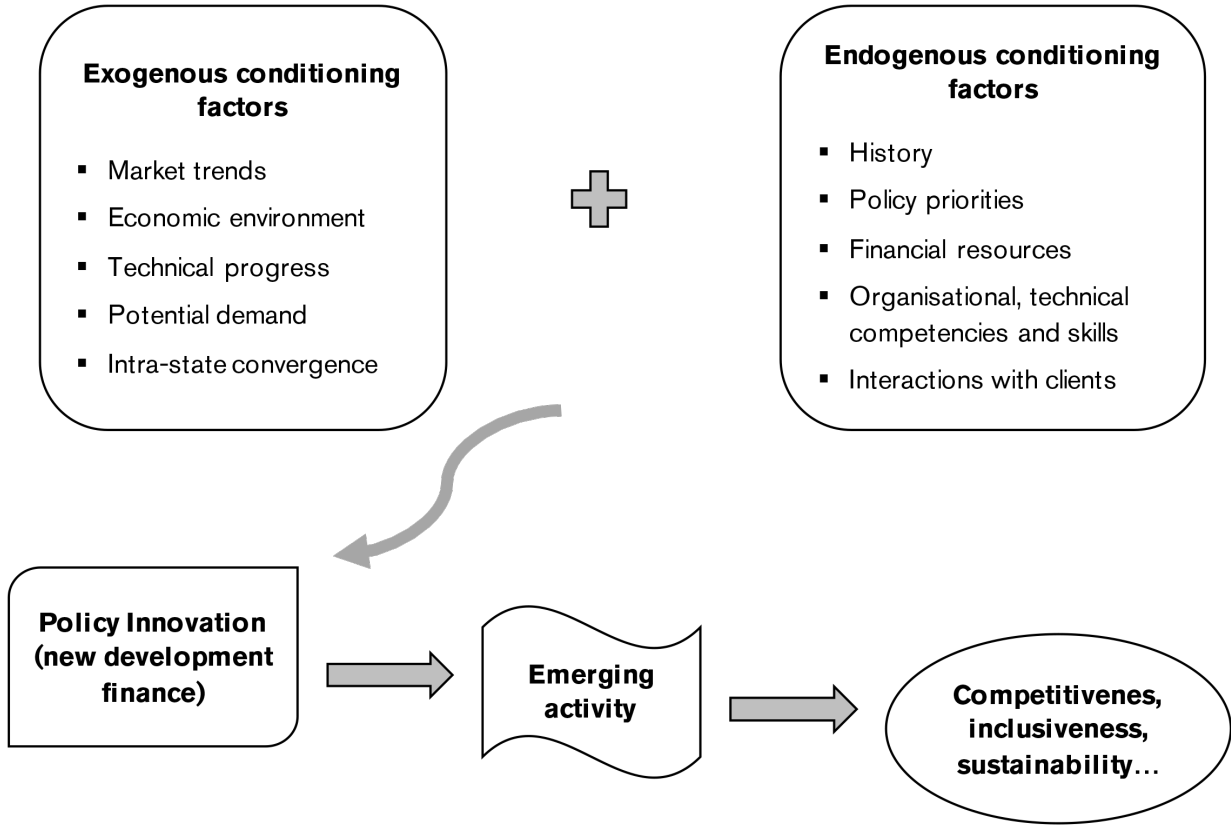 Exogenous conditioning
factors
▪ Market trends
▪ Economic environment
▪ Technical progress
▪ Potential demand
▪ Intra-state convergence
Endogenous conditioning
factors
▪ History
▪ Policy priorities
▪ Financial resources
▪ Organisational, technical
competencies and skills
▪ Interactions with clients
Policy Innovation
(new development
finance)
Emerging
activity
Competitivenes,
inclusiveness,
sustainability…